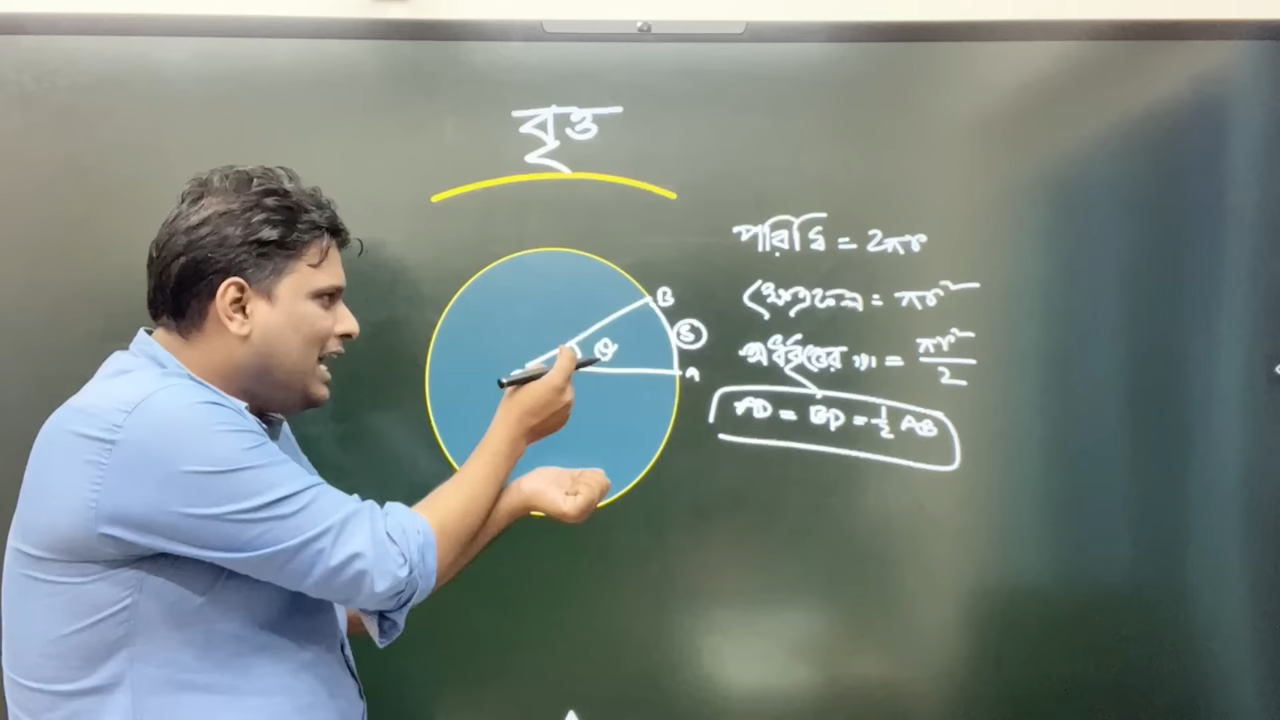 বৃত্ত
পরিধি = 2πr
ক্ষেত্রফল = πr²
অর্ধবৃত্তের ,, = πr²/2
AD = BD = 1/2 AB
B
S
θ
A